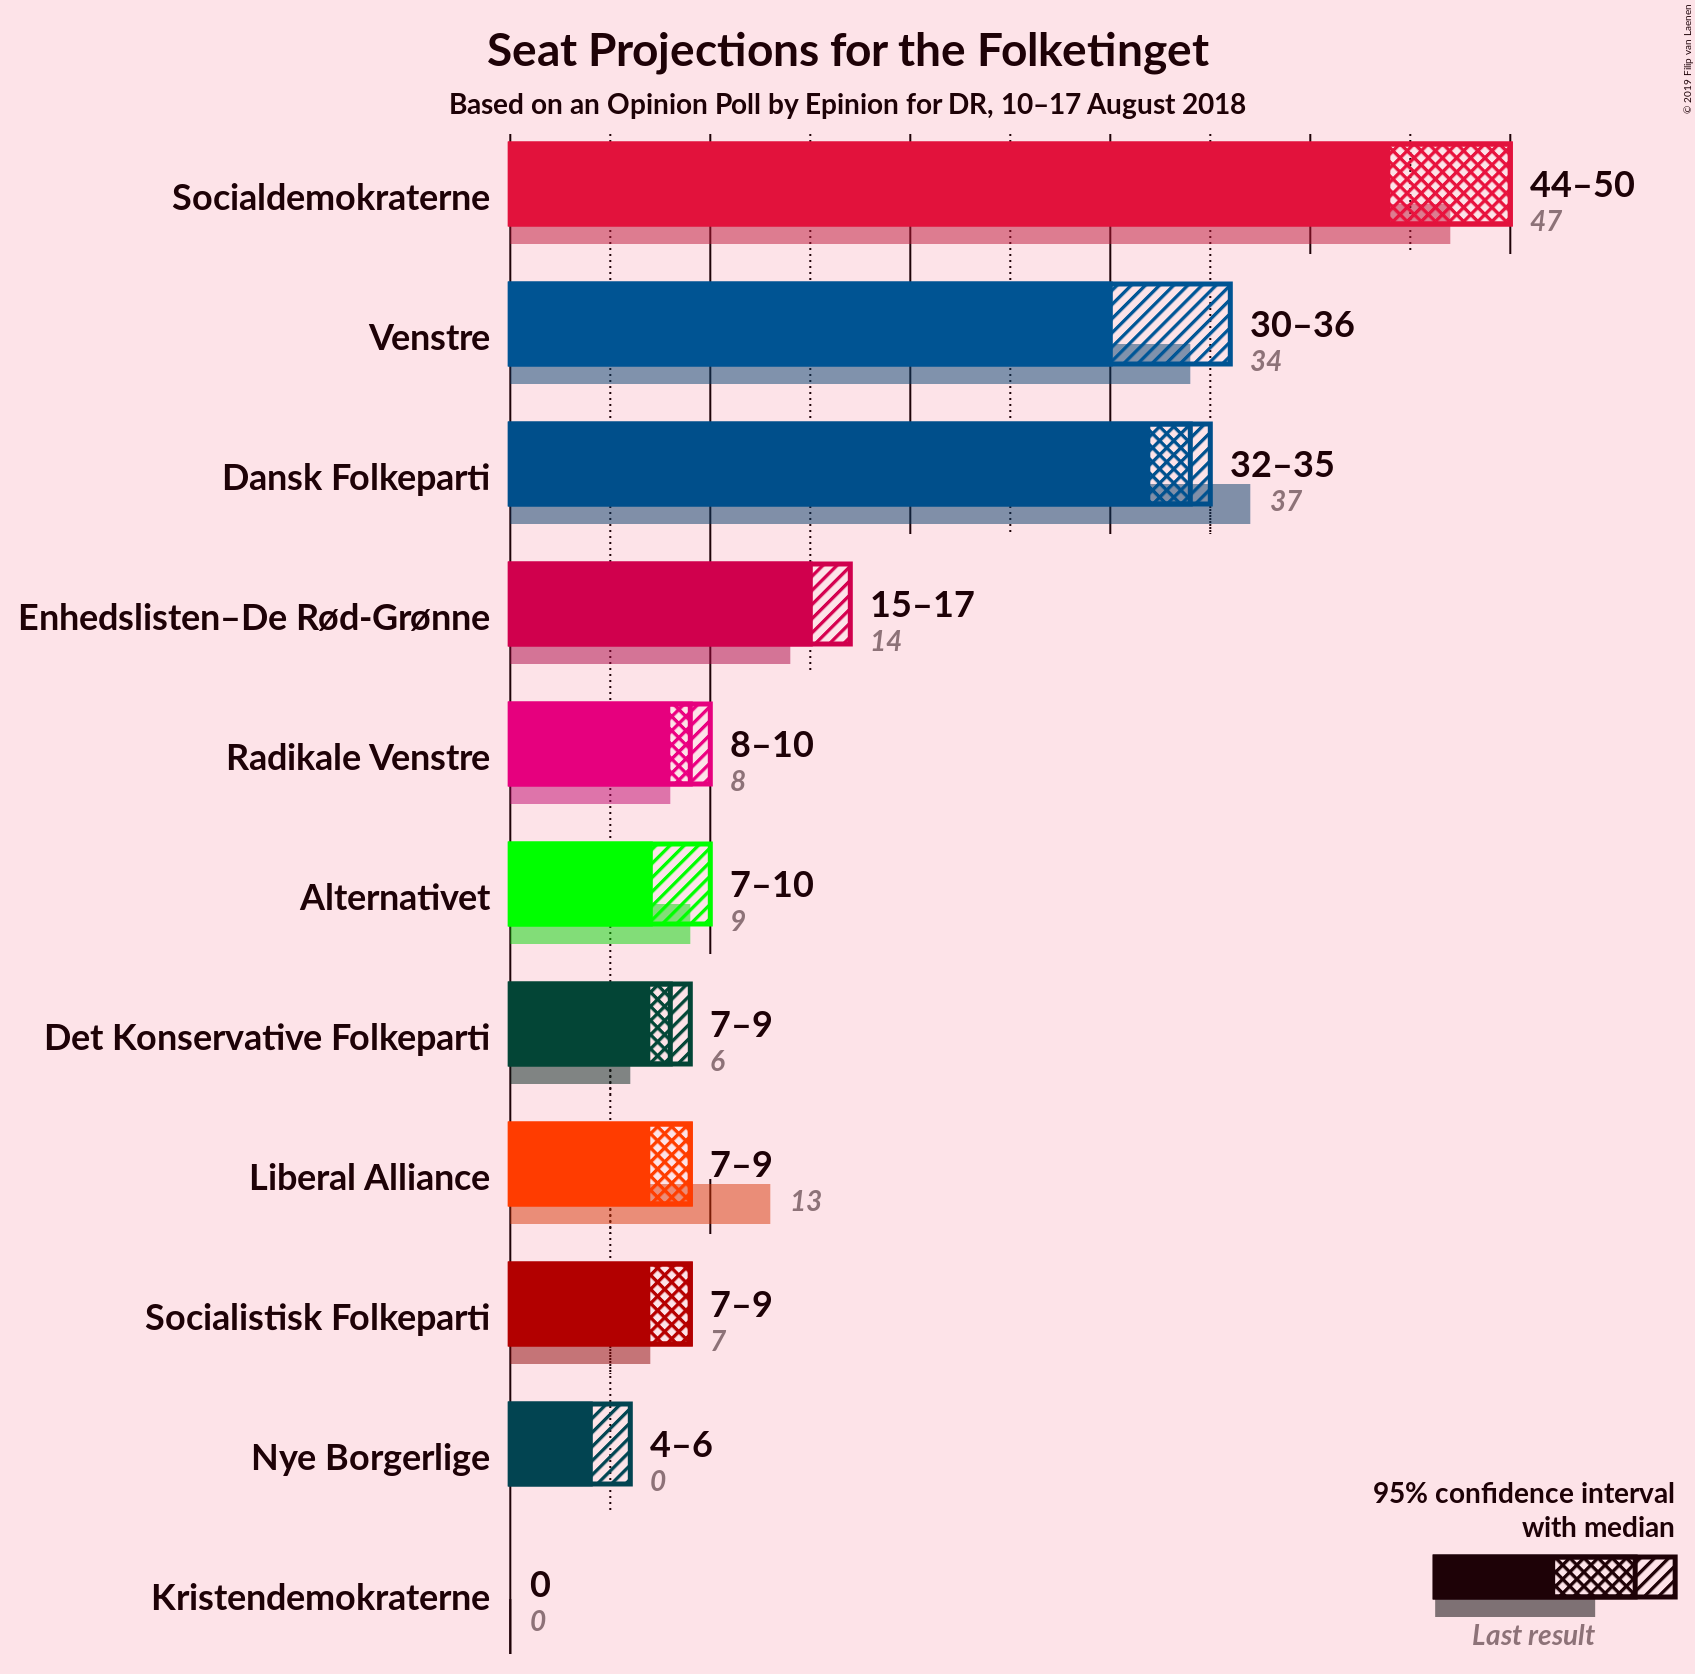 Seat Projections for the Folketinget
Based on an Opinion Poll by Epinion for DR, 10–17 August 2018
© 2019 Filip van Laenen
Socialdemokraterne
44–50
47
Venstre
30–36
34
Dansk Folkeparti
32–35
37
Enhedslisten–De Rød-Grønne
15–17
14
Radikale Venstre
8–10
8
Alternativet
7–10
9
Det Konservative Folkeparti
7–9
6
Liberal Alliance
7–9
13
Socialistisk Folkeparti
7–9
7
Nye Borgerlige
4–6
0
Kristendemokraterne
0
0
95% confidence interval
with median
Last result